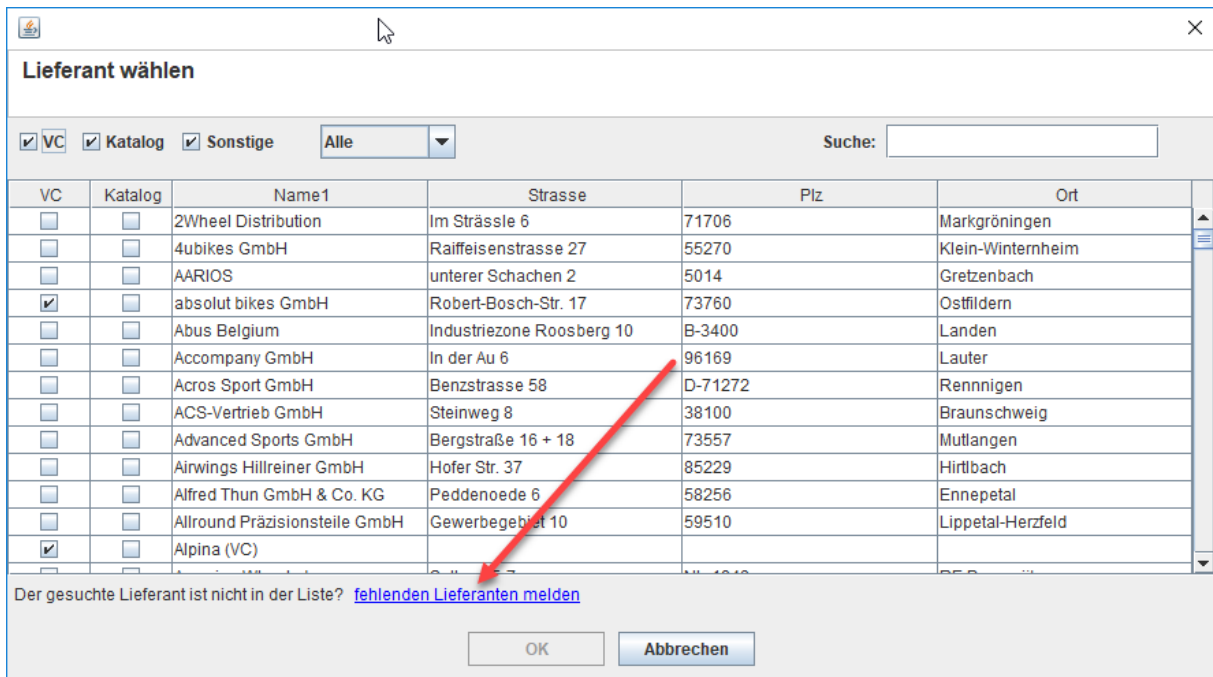 Lieferant wählen
VC Katalog Sonstige Alle Suche:
VC Katalog Name1 Strasse Plz Ort
2Wheel Distribution Im Strässle 6 71706 Markgröningen
4ubikes GmbH Raiffeisenstrasse 27 55270 Klein-Winternheim
AARIOS unterer Schachen 2 5014 Gretzenbach
absolut bikes GmbH Robert-Bosch-Str. 17 73760 Ostfildern
Abus Belgium Industriezone Roosberg 10 B-3400 Landen
Accompany GmbH In der Au 6 96169 Lauter
Acros Sport GmbH Benzstrasse 58 D-71272 Rennnigen
ACS-Vertrieb GmbH Steinweg 8 38100 Braunschweig
Advanced Sports GmbH Bergstraße 16 + 18 73557 Mutlangen
Airwings Hillreiner GmbH Hofer Str. 37 85229 Hirtlbach
Alfred Thun GmbH & Co. KG Peddenoede 6 58256 Ennepetal
Allround Präzisionsteile GmbH Gewerbegebiet 10 59510 Lippetal-Herzfeld
Alpina (VC)
Der gesuchte Lieferant ist nicht in der Liste? fehlenden Lieferanten melden
OK Abbrechen